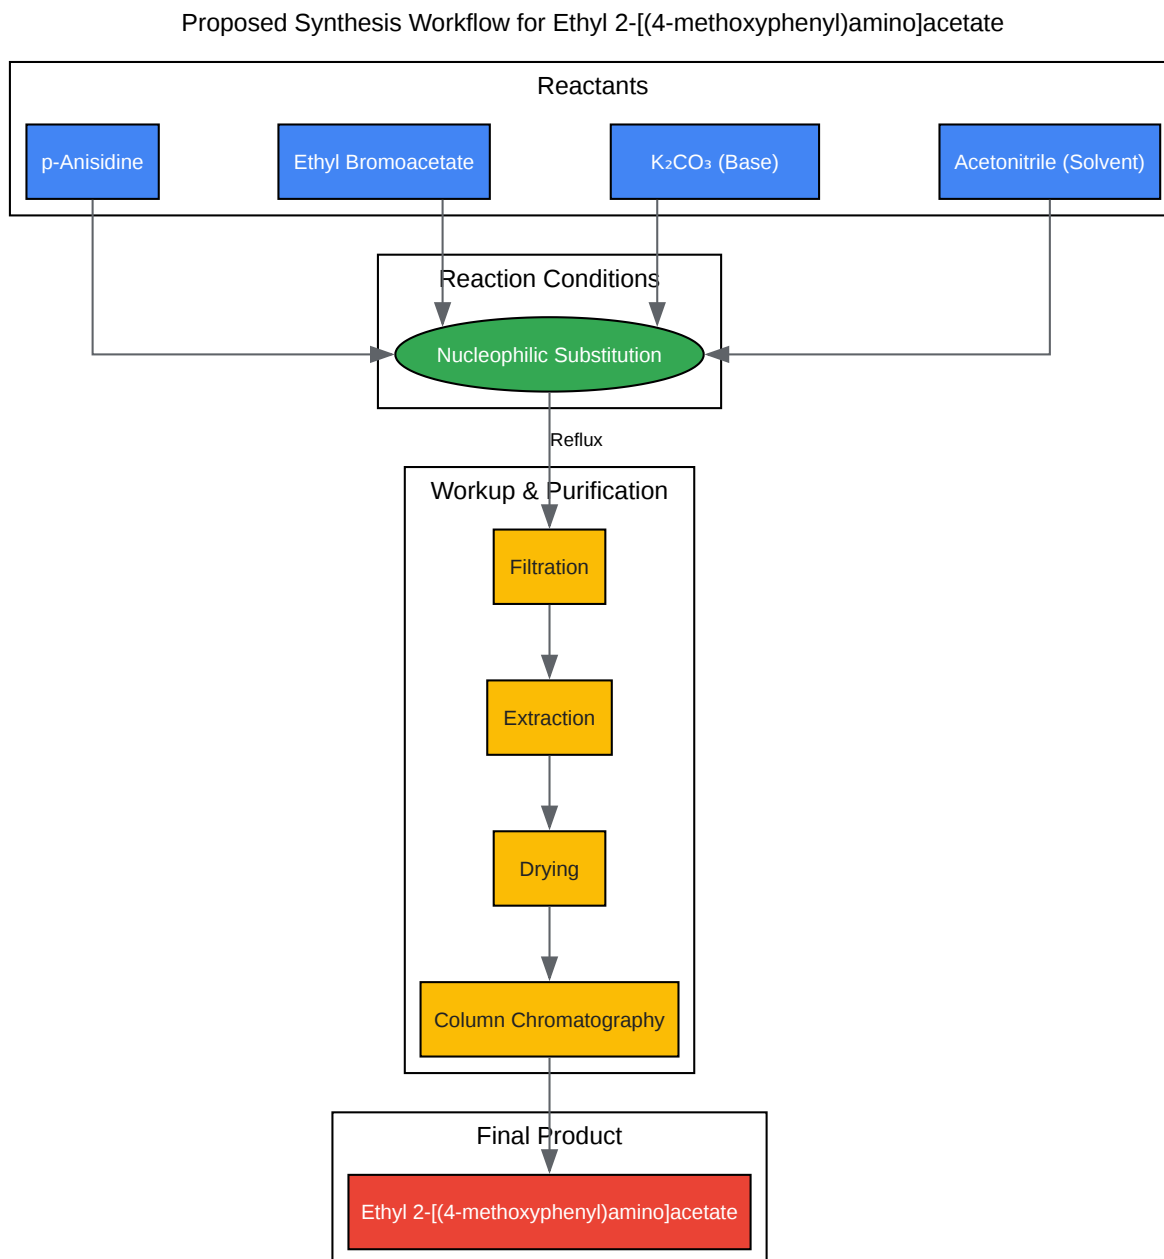 Proposed Synthesis Workflow for Ethyl 2-[(4-methoxyphenyl)amino]acetate
Reactants
p-Anisidine
Ethyl Bromoacetate
K₂CO₃ (Base)
Acetonitrile (Solvent)
Reaction Conditions
Nucleophilic Substitution
Reflux
Workup & Purification
Filtration
Extraction
Drying
Column Chromatography
Final Product
Ethyl 2-[(4-methoxyphenyl)amino]acetate